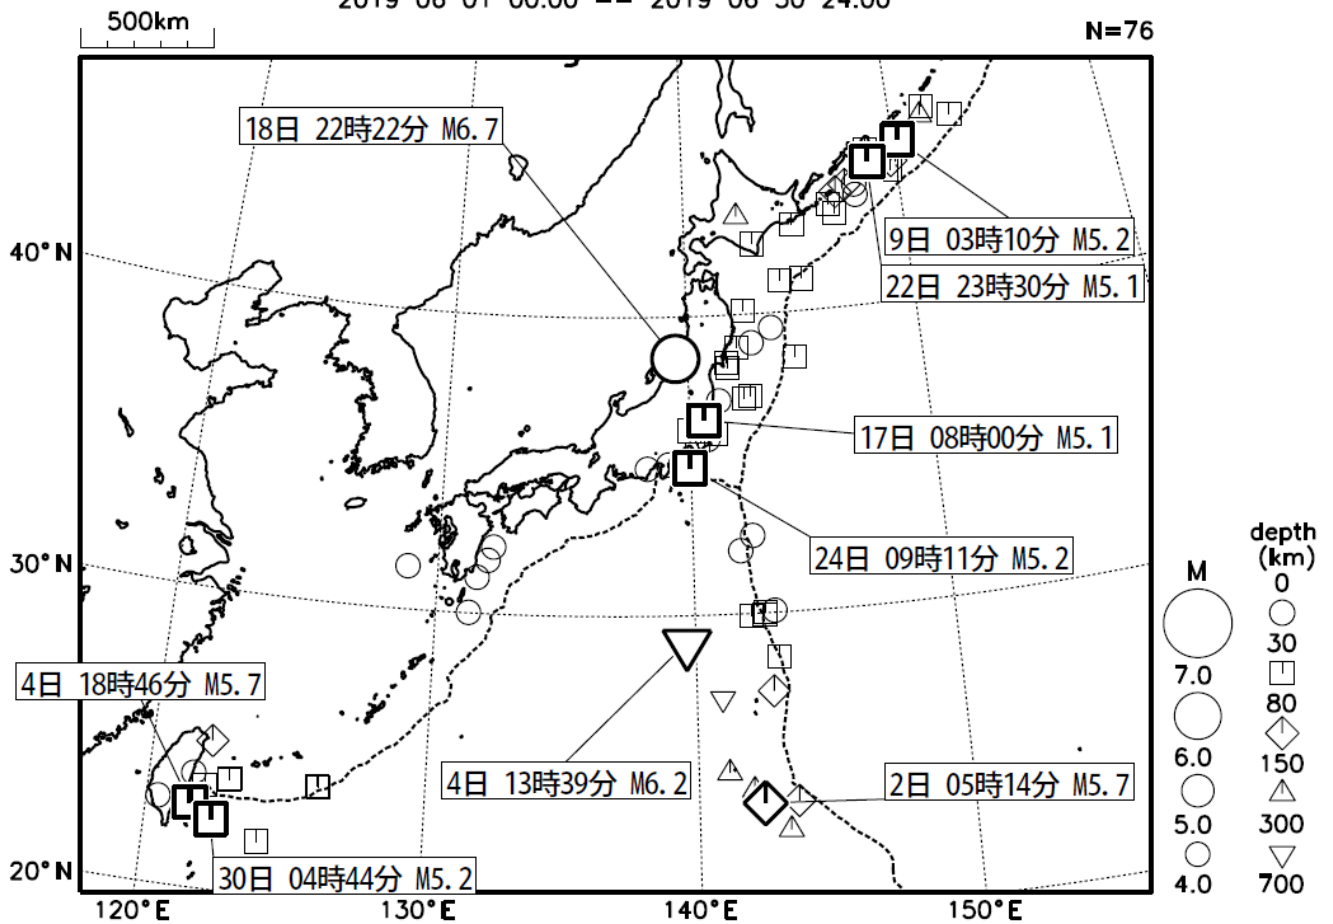 2019 06 01 00:00 -- 2019 06 30 24:00
500km
N=76
18日 22時22分 M6.7
9日 03時10分 M5.2
40°N
22日 23時30分 M5.1
17日 08時00分 M5.1
24日 09時11分 M5.2
30°N
depth
(km)
M
0
30
7.0
4日 18時46分 M5.7
80
6.0
150
4日 13時39分 M6.2
2日 05時14分 M5.7
5.0
300
20°N
30日 04時44分 M5.2
4.0
700
120°E
130°E
140°E
150°E